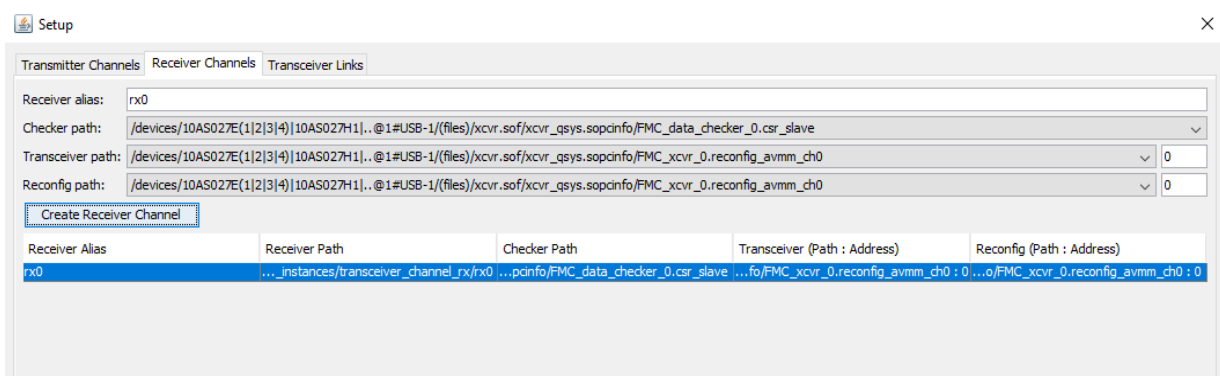 Setup
Transmitter Channels Receiver Channels Transceiver Links
Receiver alias: rx0
Checker path: /devices/10AS027E(1|2|3|4)|10AS027H1|..@1#USB-1/(files)/xcvr.sof/xcvr_qsys.sopcinfo/FMC_data_checker_0.csr_slave
Transceiver path: /devices/10AS027E(1|2|3|4)|10AS027H1|..@1#USB-1/(files)/xcvr.sof/xcvr_qsys.sopcinfo/FMC_xcvr_0.reconfig_avmm_ch0 0
Reconfig path: /devices/10AS027E(1|2|3|4)|10AS027H1|..@1#USB-1/(files)/xcvr.sof/xcvr_qsys.sopcinfo/FMC_xcvr_0.reconfig_avmm_ch0 0
Create Receiver Channel
Receiver Alias Receiver Path Checker Path Transceiver (Path : Address) Reconfig (Path : Address)
rx0 ..._instances/transceiver_channel_rx/rx0 ...pcinfo/FMC_data_checker_0.csr_slave ...fo/FMC_xcvr_0.reconfig_avmm_ch0 : 0 ...o/FMC_xcvr_0.reconfig_avmm_ch0 : 0